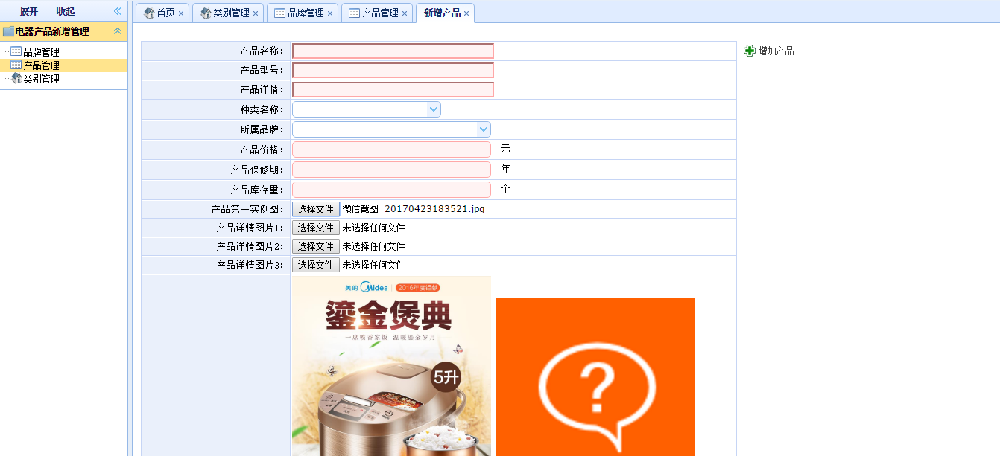 展开 收起
首页 类别管理 品牌管理 产品管理 新增产品
电器产品新增管理
品牌管理
产品管理
类别管理
产品名称：
增加产品
产品型号：
产品详情：
种类名称：
所属品牌：
产品价格： 元
产品保修期： 年
产品库存量： 个
产品第一实例图： 选择文件 微信截图_20170423183521.jpg
产品详情图片1： 选择文件 未选择任何文件
产品详情图片2： 选择文件 未选择任何文件
产品详情图片3： 选择文件 未选择任何文件
美的 Midea 2016年度钜献
鎏金煲典
一席喷香家饭 温暖鎏金岁月
5升
?